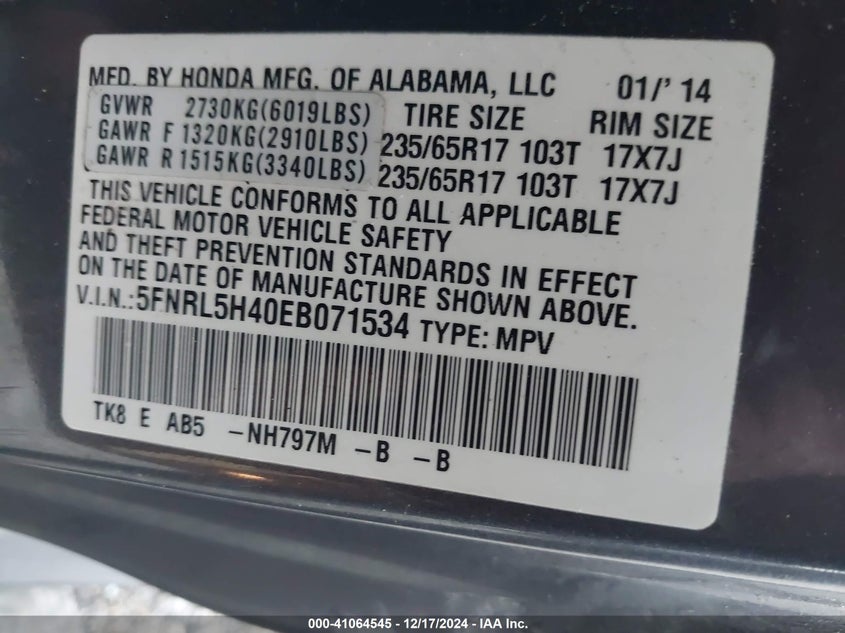 MFD. BY HONDA MFG. OF ALABAMA, LLC 01/'14
GVWR 2730KG(6019LBS) TIRE SIZE RIM SIZE
GAWR F 1320KG(2910LBS) 235/65R17 103T 17X7J
GAWR R 1515KG(3340LBS) 235/65R17 103T 17X7J
THIS VEHICLE CONFORMS TO ALL APPLICABLE
FEDERAL MOTOR VEHICLE SAFETY
AND THEFT PREVENTION STANDARDS IN EFFECT
ON THE DATE OF MANUFACTURE SHOWN ABOVE.
V.I.N.:5FNRL5H40EB071534 TYPE: MPV
TK8 E AB5 -NH797M -B -B
000-41064545 - 12/17/2024 - IAA Inc.